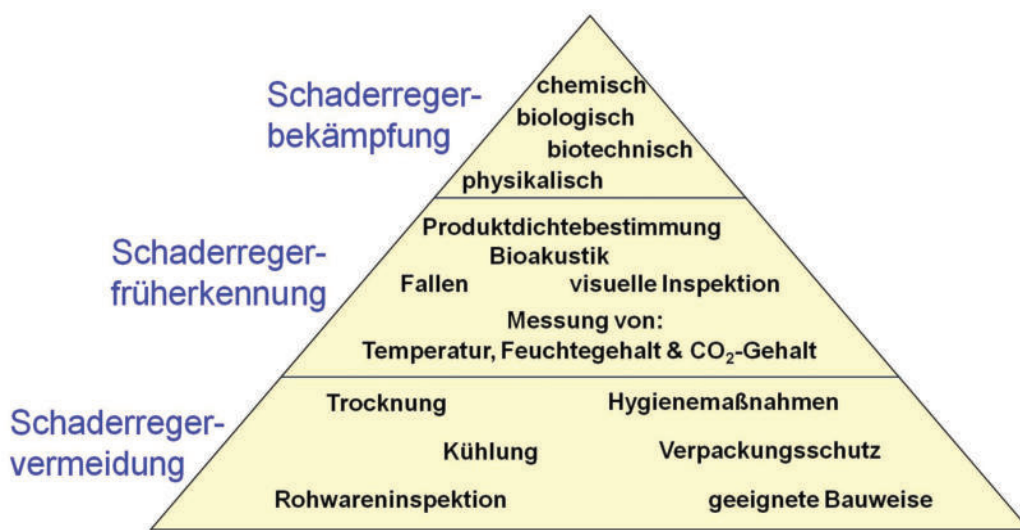 Schaderreger-
bekämpfung
chemisch
biologisch
biotechnisch
physikalisch
Schaderreger-
früherkennung
Produktdichtebestimmung
Bioakustik
Fallen visuelle Inspektion
Messung von:
Temperatur, Feuchtegehalt & CO₂-Gehalt
Schaderreger-
vermeidung
Trocknung Hygienemaßnahmen
Kühlung Verpackungsschutz
Rohwareninspektion geeignete Bauweise